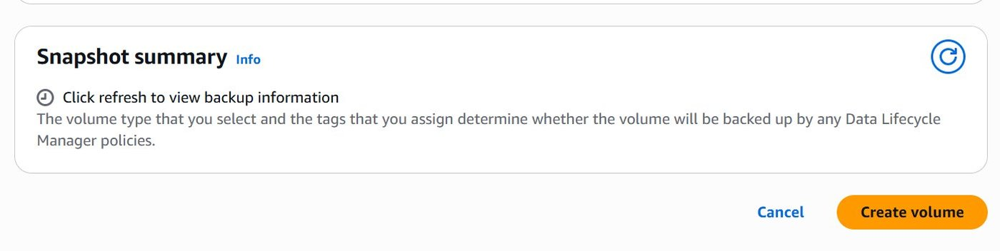 Snapshot summary Info
Click refresh to view backup information
The volume type that you select and the tags that you assign determine whether the volume will be backed up by any Data Lifecycle
Manager policies.
Cancel Create volume